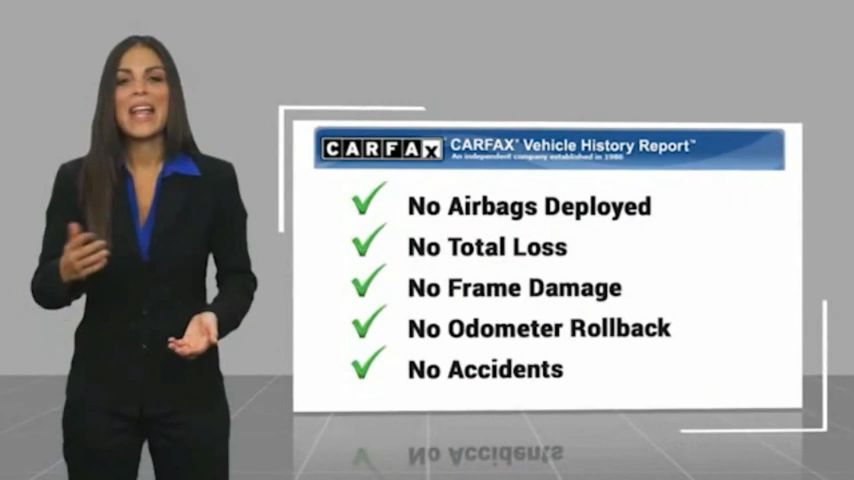 CARFAX CARFAX® Vehicle History Report™
An independent company established in 1986
No Airbags Deployed
No Total Loss
No Frame Damage
No Odometer Rollback
No Accidents
No Accidents